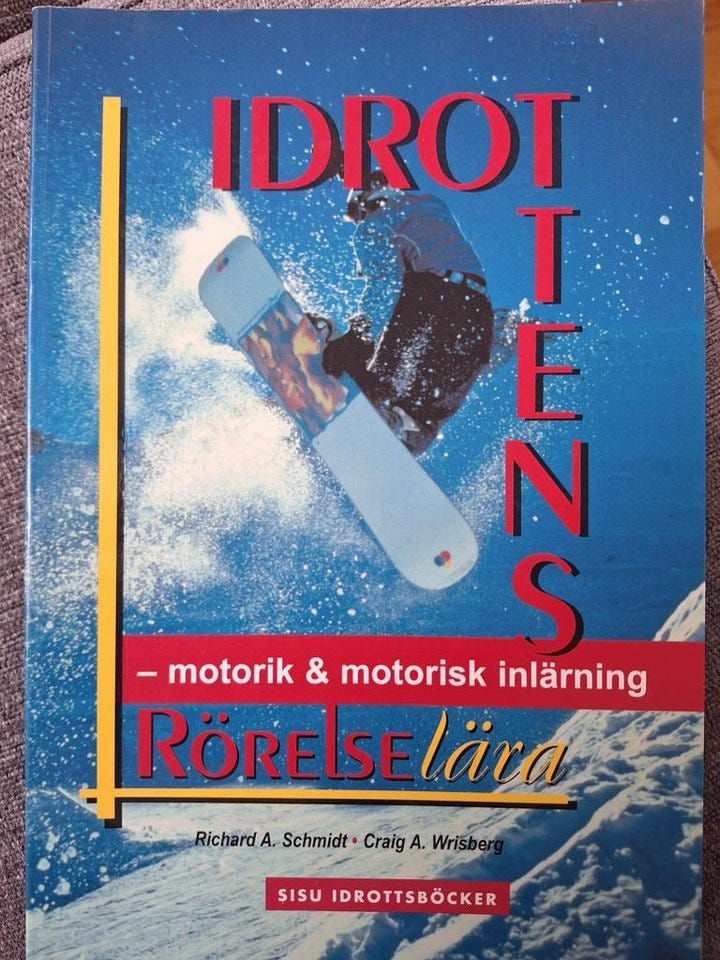 IDROTTENS
– motorik & motorisk inlärning
RÖRELSElära
Richard A. Schmidt • Craig A. Wrisberg
SISU IDROTTSBÖCKER